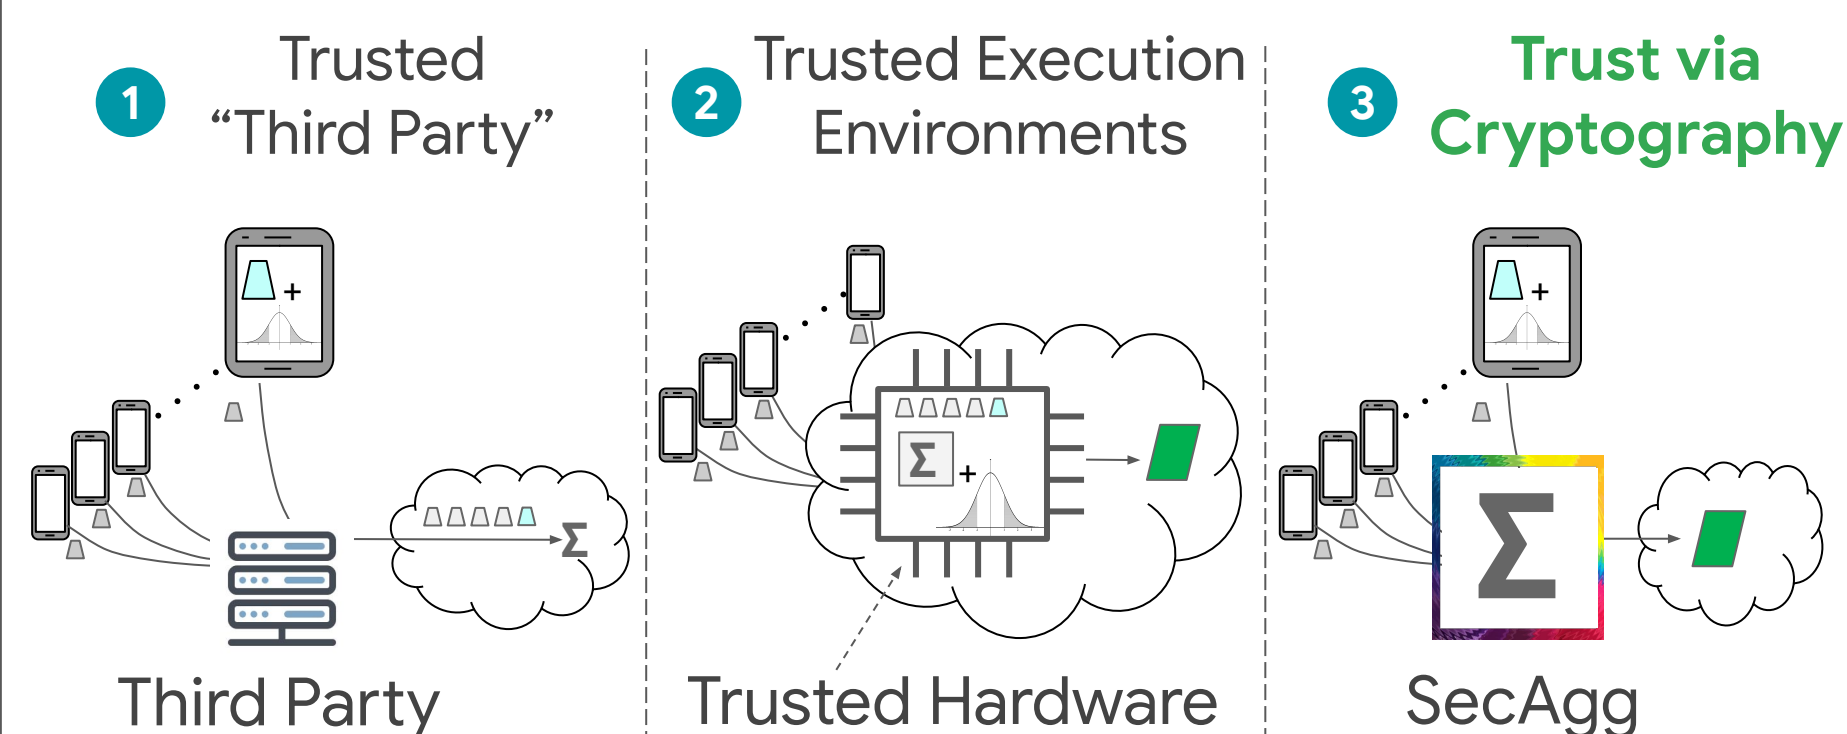 1
Trusted
“Third Party”
+
Σ
Third Party
2
Trusted Execution
Environments
Σ
+
Trusted Hardware
3
Trust via
Cryptography
+
Σ
SecAgg